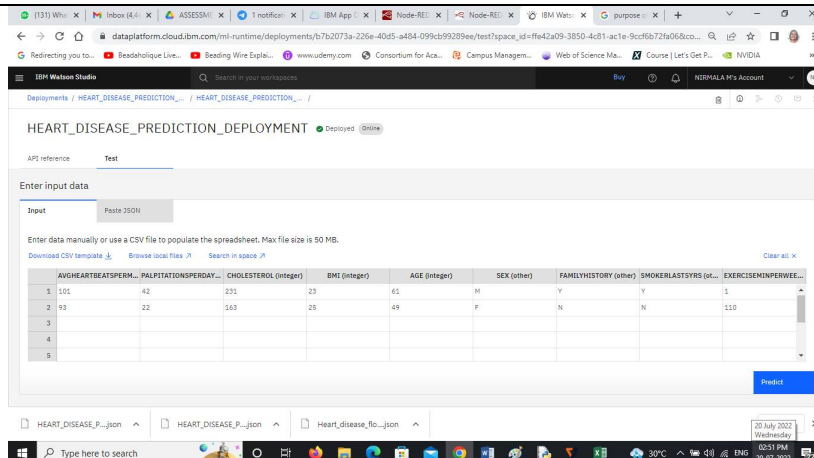 (131) Wha
Inbox (4,4
ASSESSME
1 notificat
IBM App D
Node-RED
Node-RED
IBM Wats
G purpose
dataplatform.cloud.ibm.com/ml-runtime/deployments/b7b2073a-226e-40d5-a484-099cb99289ee/test?space_id=ffe42a09-3850-4c81-ac1e-9ccf6b72fa06&co...
Redirecting you to...
Beadaholique Live...
Beading Wire Explai...
www.udemy.com
Consortium for Aca...
Campus Managem...
Web of Science Ma...
Course | Let's Get P...
NVIDIA
IBM Watson Studio
Search in your workspaces
Buy
NIRMALA M's Account
Deployments / HEART_DISEASE_PREDICTION_... / HEART_DISEASE_PREDICTION_... /
HEART_DISEASE_PREDICTION_DEPLOYMENT Deployed Online
API reference Test
Enter input data
Input Paste JSON
Enter data manually or use a CSV file to populate the spreadsheet. Max file size is 50 MB.
Download CSV template Browse local files Search in space Clear all ×
AVGHEARTBEATSPERM... PALPITATIONSPERDAY... CHOLESTEROL (integer) BMI (integer) AGE (integer) SEX (other) FAMILYHISTORY (other) SMOKERLASTSYRS (ot... EXERCISEMINPERWEE...
1 101 42 231 23 61 M Y Y 1
2 93 22 163 25 49 F N N 110
3
4
5
Predict
HEART_DISEASE_P....json
HEART_DISEASE_P....json
Heart_disease_flo....json
20 July 2022
Wednesday
Type here to search
30°C
ENG
02:51 PM
20-07-2022